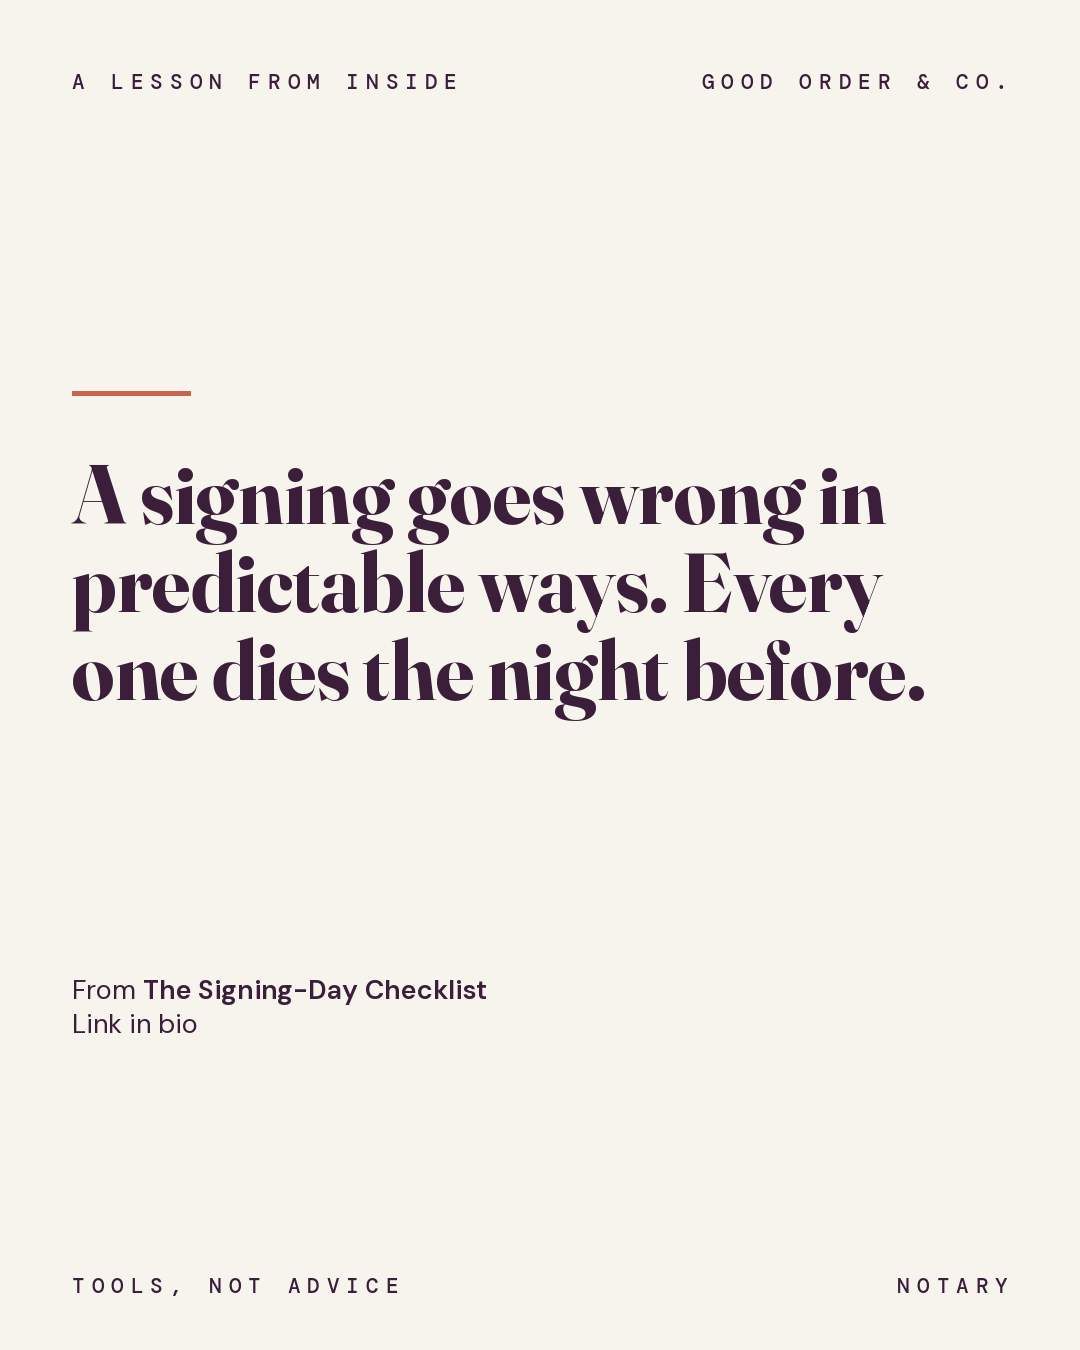 A LESSON FROM INSIDE
GOOD ORDER & CO.
A signing goes wrong in
predictable ways. Every
one dies the night before.
From The Signing-Day Checklist
Link in bio
TOOLS, NOT ADVICE
NOTARY